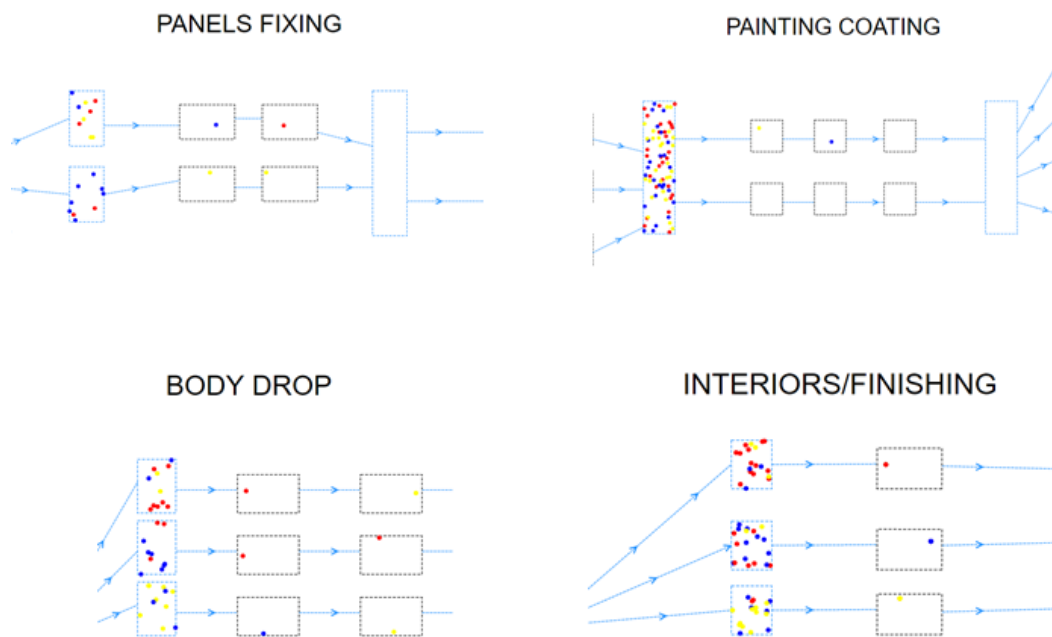 PANELS FIXING
PAINTING COATING
BODY DROP
INTERIORS/FINISHING